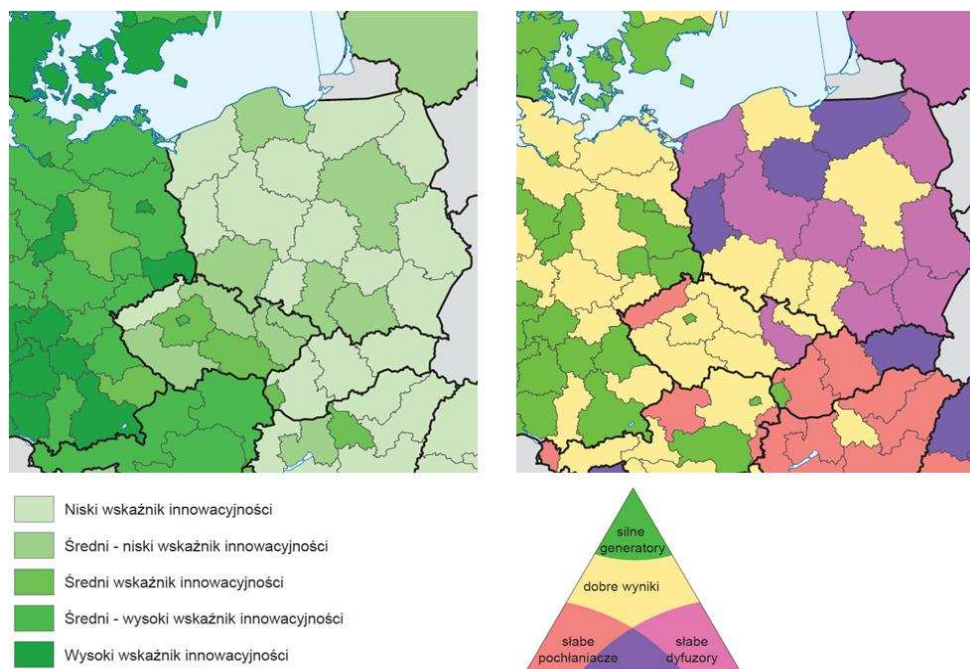 Niski wskaźnik innowacyjności
Średni - niski wskaźnik innowacyjności
Średni wskaźnik innowacyjności
Średni - wysoki wskaźnik innowacyjności
Wysoki wskaźnik innowacyjności
silne
generatory
dobre wyniki
słabe
pochłaniacze
słabe
dyfuzory